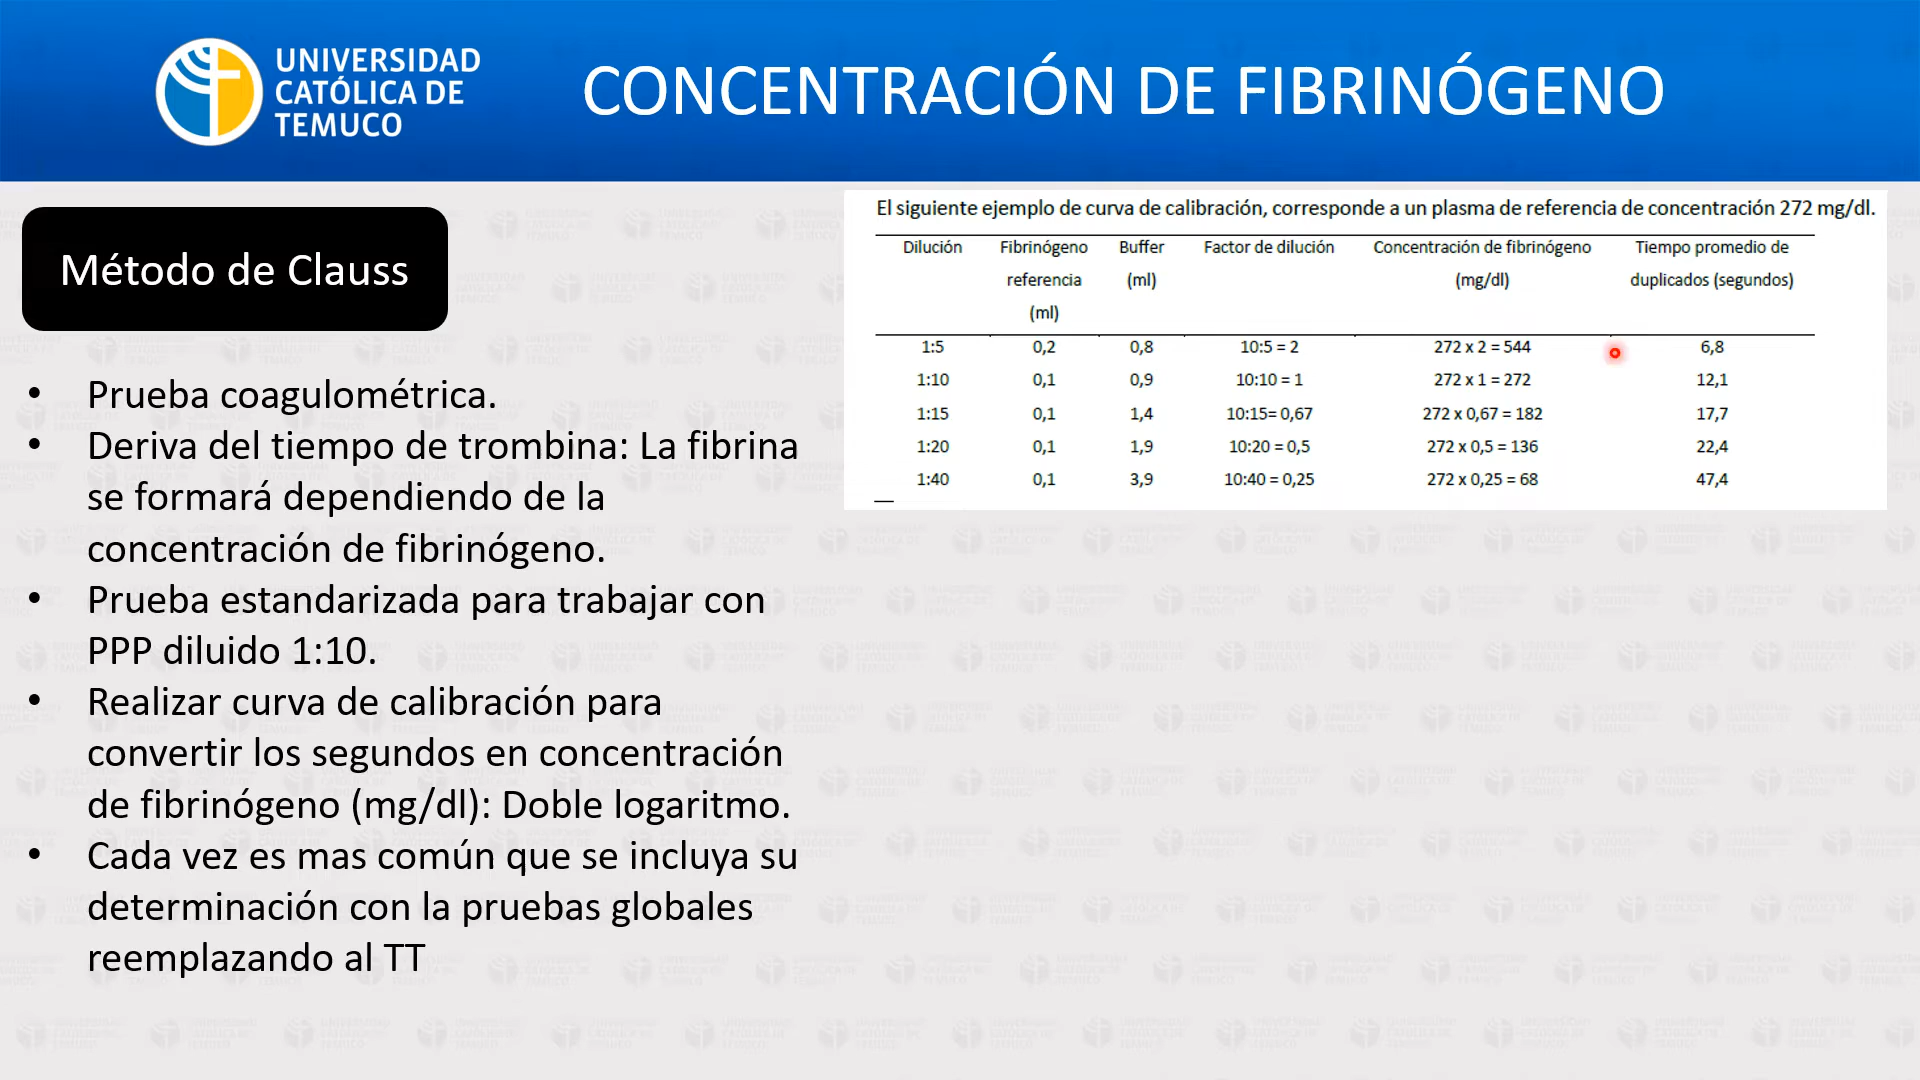 UNIVERSIDAD
CATÓLICA DE
TEMUCO
CONCENTRACIÓN DE FIBRINÓGENO
Método de Clauss
• Prueba coagulométrica.
• Deriva del tiempo de trombina: La fibrina
se formará dependiendo de la
concentración de fibrinógeno.
• Prueba estandarizada para trabajar con
PPP diluido 1:10.
• Realizar curva de calibración para
convertir los segundos en concentración
de fibrinógeno (mg/dl): Doble logaritmo.
• Cada vez es mas común que se incluya su
determinación con la pruebas globales
reemplazando al TT
El siguiente ejemplo de curva de calibración, corresponde a un plasma de referencia de concentración 272 mg/dl.
Dilución Fibrinógeno Buffer Factor de dilución Concentración de fibrinógeno Tiempo promedio de
referencia (ml) (mg/dl) duplicados (segundos)
(ml)
1:5 0,2 0,8 10:5 = 2 272 x 2 = 544 6,8
1:10 0,1 0,9 10:10 = 1 272 x 1 = 272 12,1
1:15 0,1 1,4 10:15= 0,67 272 x 0,67 = 182 17,7
1:20 0,1 1,9 10:20 = 0,5 272 x 0,5 = 136 22,4
1:40 0,1 3,9 10:40 = 0,25 272 x 0,25 = 68 47,4